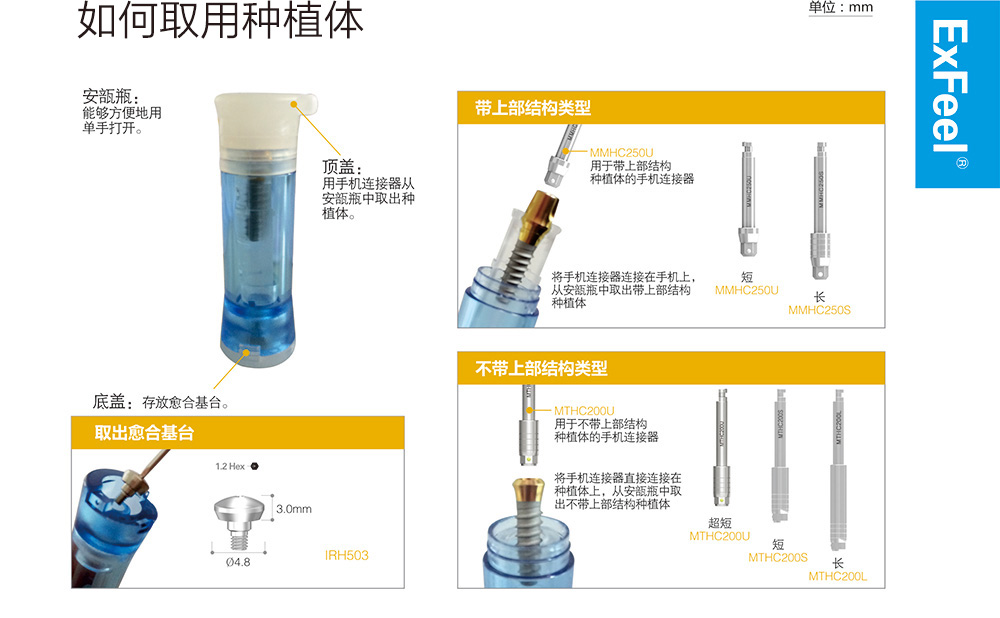 如何取用种植体
单位：mm
ExFeel®
安瓿瓶：
能够方便地用
单手打开。
顶盖：
用手机连接器从
安瓿瓶中取出种
植体。
底盖：存放愈合基台。
取出愈合基台
1.2 Hex
3.0mm
Ø4.8
IRH503
带上部结构类型
MMHC
MMHC250U
用于带上部结构
种植体的手机连接器
将手机连接器连接在手机上，
从安瓿瓶中取出带上部结构
种植体
MMHC250U
短
MMHC250U
MMHC250S
长
MMHC250S
不带上部结构类型
MTH
MTHC200U
用于不带上部结构
种植体的手机连接器
将手机连接器直接连接在
种植体上，从安瓿瓶中取
出不带上部结构种植体
MTHC200U
超短
MTHC200U
MTHC200S
短
MTHC200S
MTHC200L
长
MTHC200L